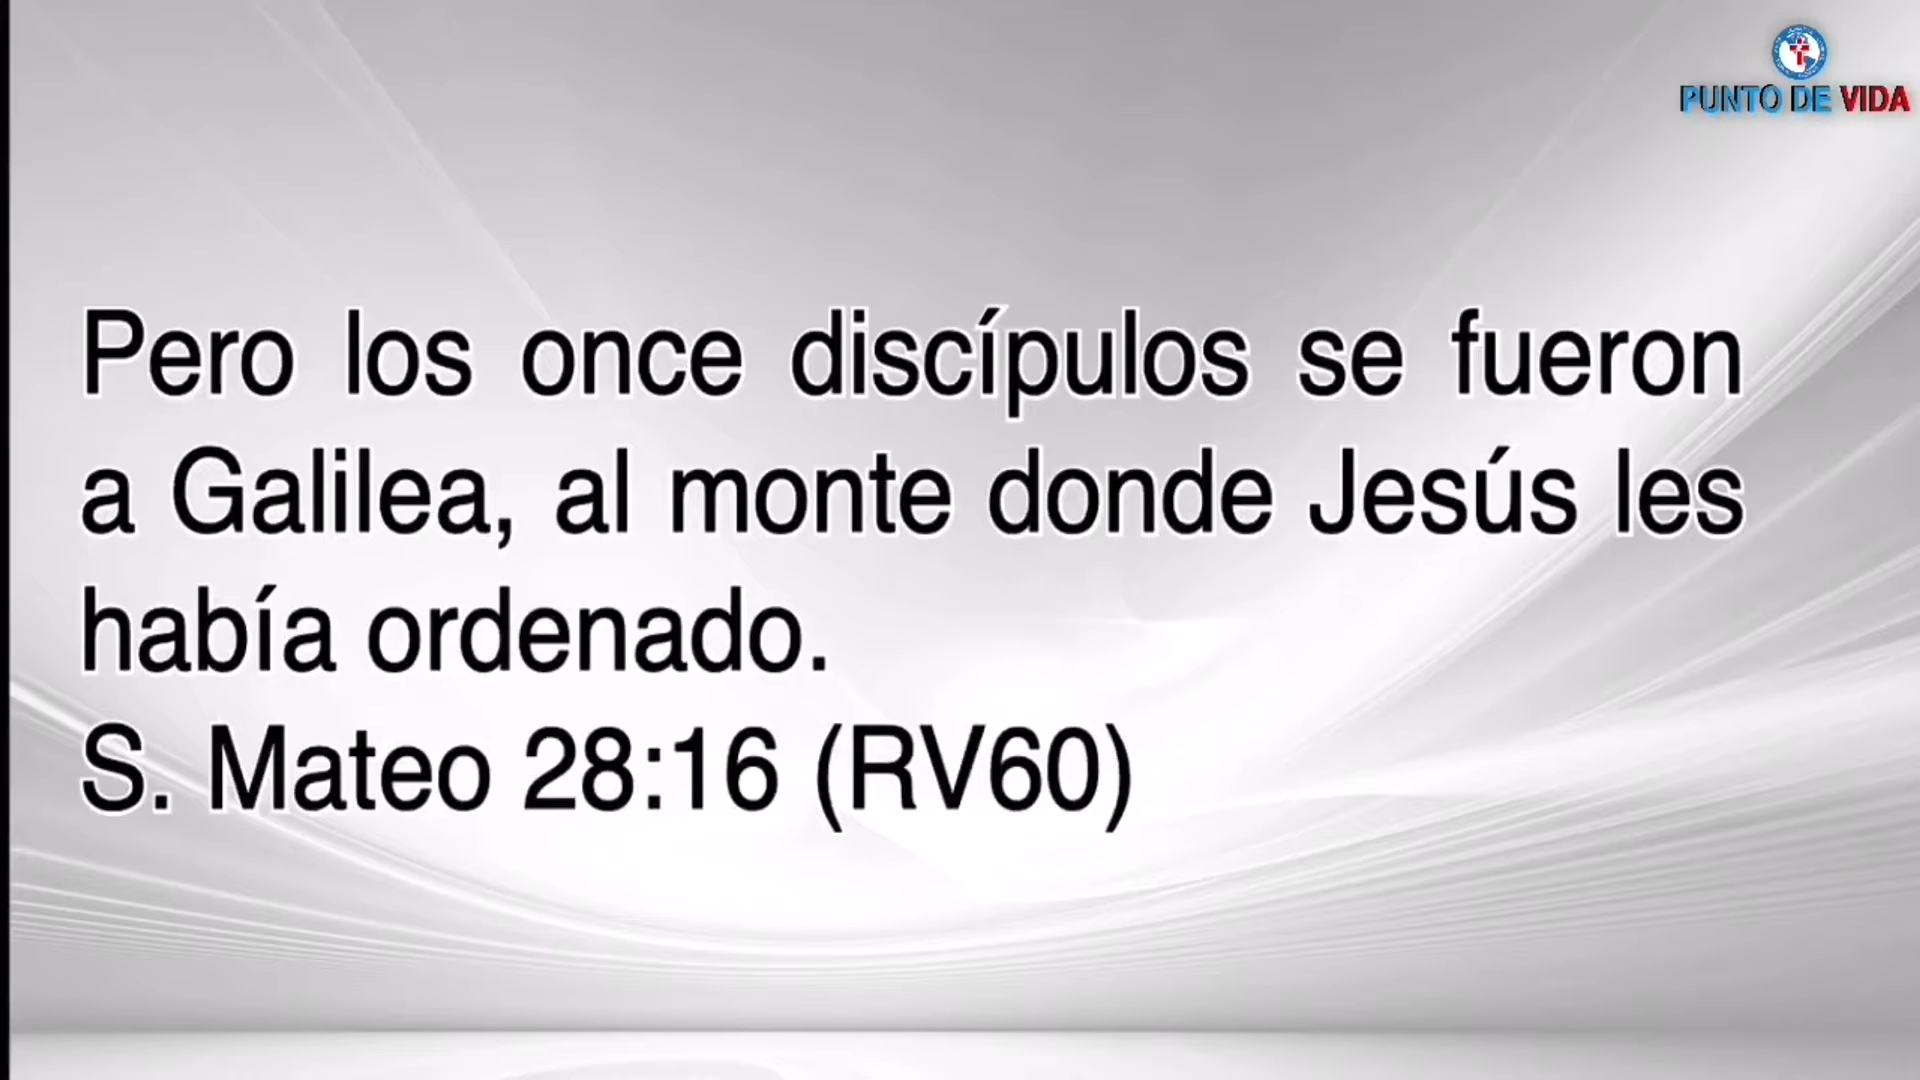 PUNTO DE VIDA
Pero los once discípulos se fueron
a Galilea, al monte donde Jesús les
había ordenado.
S. Mateo 28:16 (RV60)